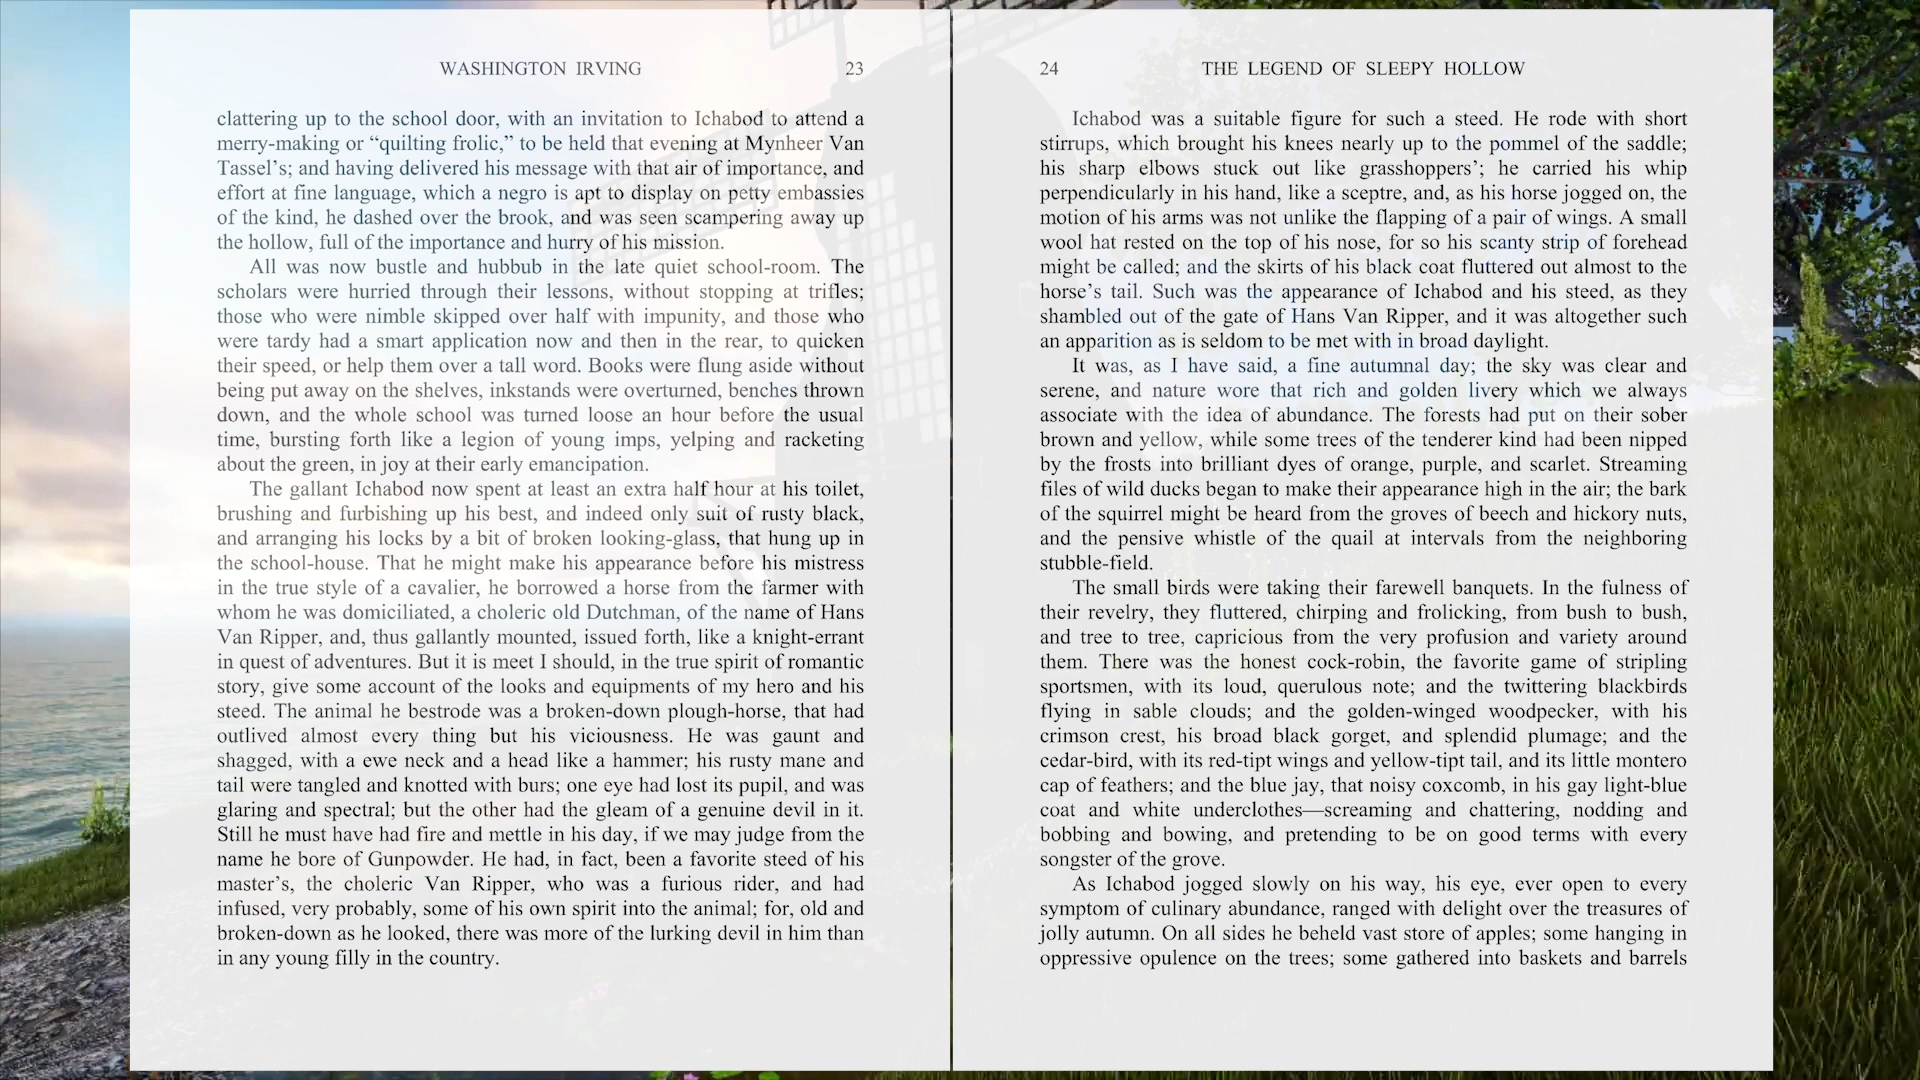 WASHINGTON IRVING 23
clattering up to the school door, with an invitation to Ichabod to attend a
merry-making or “quilting frolic,” to be held that evening at Mynheer Van
Tassel’s; and having delivered his message with that air of importance, and
effort at fine language, which a negro is apt to display on petty embassies
of the kind, he dashed over the brook, and was seen scampering away up
the hollow, full of the importance and hurry of his mission.
All was now bustle and hubbub in the late quiet school-room. The
scholars were hurried through their lessons, without stopping at trifles;
those who were nimble skipped over half with impunity, and those who
were tardy had a smart application now and then in the rear, to quicken
their speed, or help them over a tall word. Books were flung aside without
being put away on the shelves, inkstands were overturned, benches thrown
down, and the whole school was turned loose an hour before the usual
time, bursting forth like a legion of young imps, yelping and racketing
about the green, in joy at their early emancipation.
The gallant Ichabod now spent at least an extra half hour at his toilet,
brushing and furbishing up his best, and indeed only suit of rusty black,
and arranging his locks by a bit of broken looking-glass, that hung up in
the school-house. That he might make his appearance before his mistress
in the true style of a cavalier, he borrowed a horse from the farmer with
whom he was domiciliated, a choleric old Dutchman, of the name of Hans
Van Ripper, and, thus gallantly mounted, issued forth, like a knight-errant
in quest of adventures. But it is meet I should, in the true spirit of romantic
story, give some account of the looks and equipments of my hero and his
steed. The animal he bestrode was a broken-down plough-horse, that had
outlived almost every thing but his viciousness. He was gaunt and
shagged, with a ewe neck and a head like a hammer; his rusty mane and
tail were tangled and knotted with burs; one eye had lost its pupil, and was
glaring and spectral; but the other had the gleam of a genuine devil in it.
Still he must have had fire and mettle in his day, if we may judge from the
name he bore of Gunpowder. He had, in fact, been a favorite steed of his
master’s, the choleric Van Ripper, who was a furious rider, and had
infused, very probably, some of his own spirit into the animal; for, old and
broken-down as he looked, there was more of the lurking devil in him than
in any young filly in the country.
24 THE LEGEND OF SLEEPY HOLLOW
Ichabod was a suitable figure for such a steed. He rode with short
stirrups, which brought his knees nearly up to the pommel of the saddle;
his sharp elbows stuck out like grasshoppers’; he carried his whip
perpendicularly in his hand, like a sceptre, and, as his horse jogged on, the
motion of his arms was not unlike the flapping of a pair of wings. A small
wool hat rested on the top of his nose, for so his scanty strip of forehead
might be called; and the skirts of his black coat fluttered out almost to the
horse’s tail. Such was the appearance of Ichabod and his steed, as they
shambled out of the gate of Hans Van Ripper, and it was altogether such
an apparition as is seldom to be met with in broad daylight.
It was, as I have said, a fine autumnal day; the sky was clear and
serene, and nature wore that rich and golden livery which we always
associate with the idea of abundance. The forests had put on their sober
brown and yellow, while some trees of the tenderer kind had been nipped
by the frosts into brilliant dyes of orange, purple, and scarlet. Streaming
files of wild ducks began to make their appearance high in the air; the bark
of the squirrel might be heard from the groves of beech and hickory nuts,
and the pensive whistle of the quail at intervals from the neighboring
stubble-field.
The small birds were taking their farewell banquets. In the fulness of
their revelry, they fluttered, chirping and frolicking, from bush to bush,
and tree to tree, capricious from the very profusion and variety around
them. There was the honest cock-robin, the favorite game of stripling
sportsmen, with its loud, querulous note; and the twittering blackbirds
flying in sable clouds; and the golden-winged woodpecker, with his
crimson crest, his broad black gorget, and splendid plumage; and the
cedar-bird, with its red-tipt wings and yellow-tipt tail, and its little montero
cap of feathers; and the blue jay, that noisy coxcomb, in his gay light-blue
coat and white underclothes—screaming and chattering, nodding and
bobbing and bowing, and pretending to be on good terms with every
songster of the grove.
As Ichabod jogged slowly on his way, his eye, ever open to every
symptom of culinary abundance, ranged with delight over the treasures of
jolly autumn. On all sides he beheld vast store of apples; some hanging in
oppressive opulence on the trees; some gathered into baskets and barrels